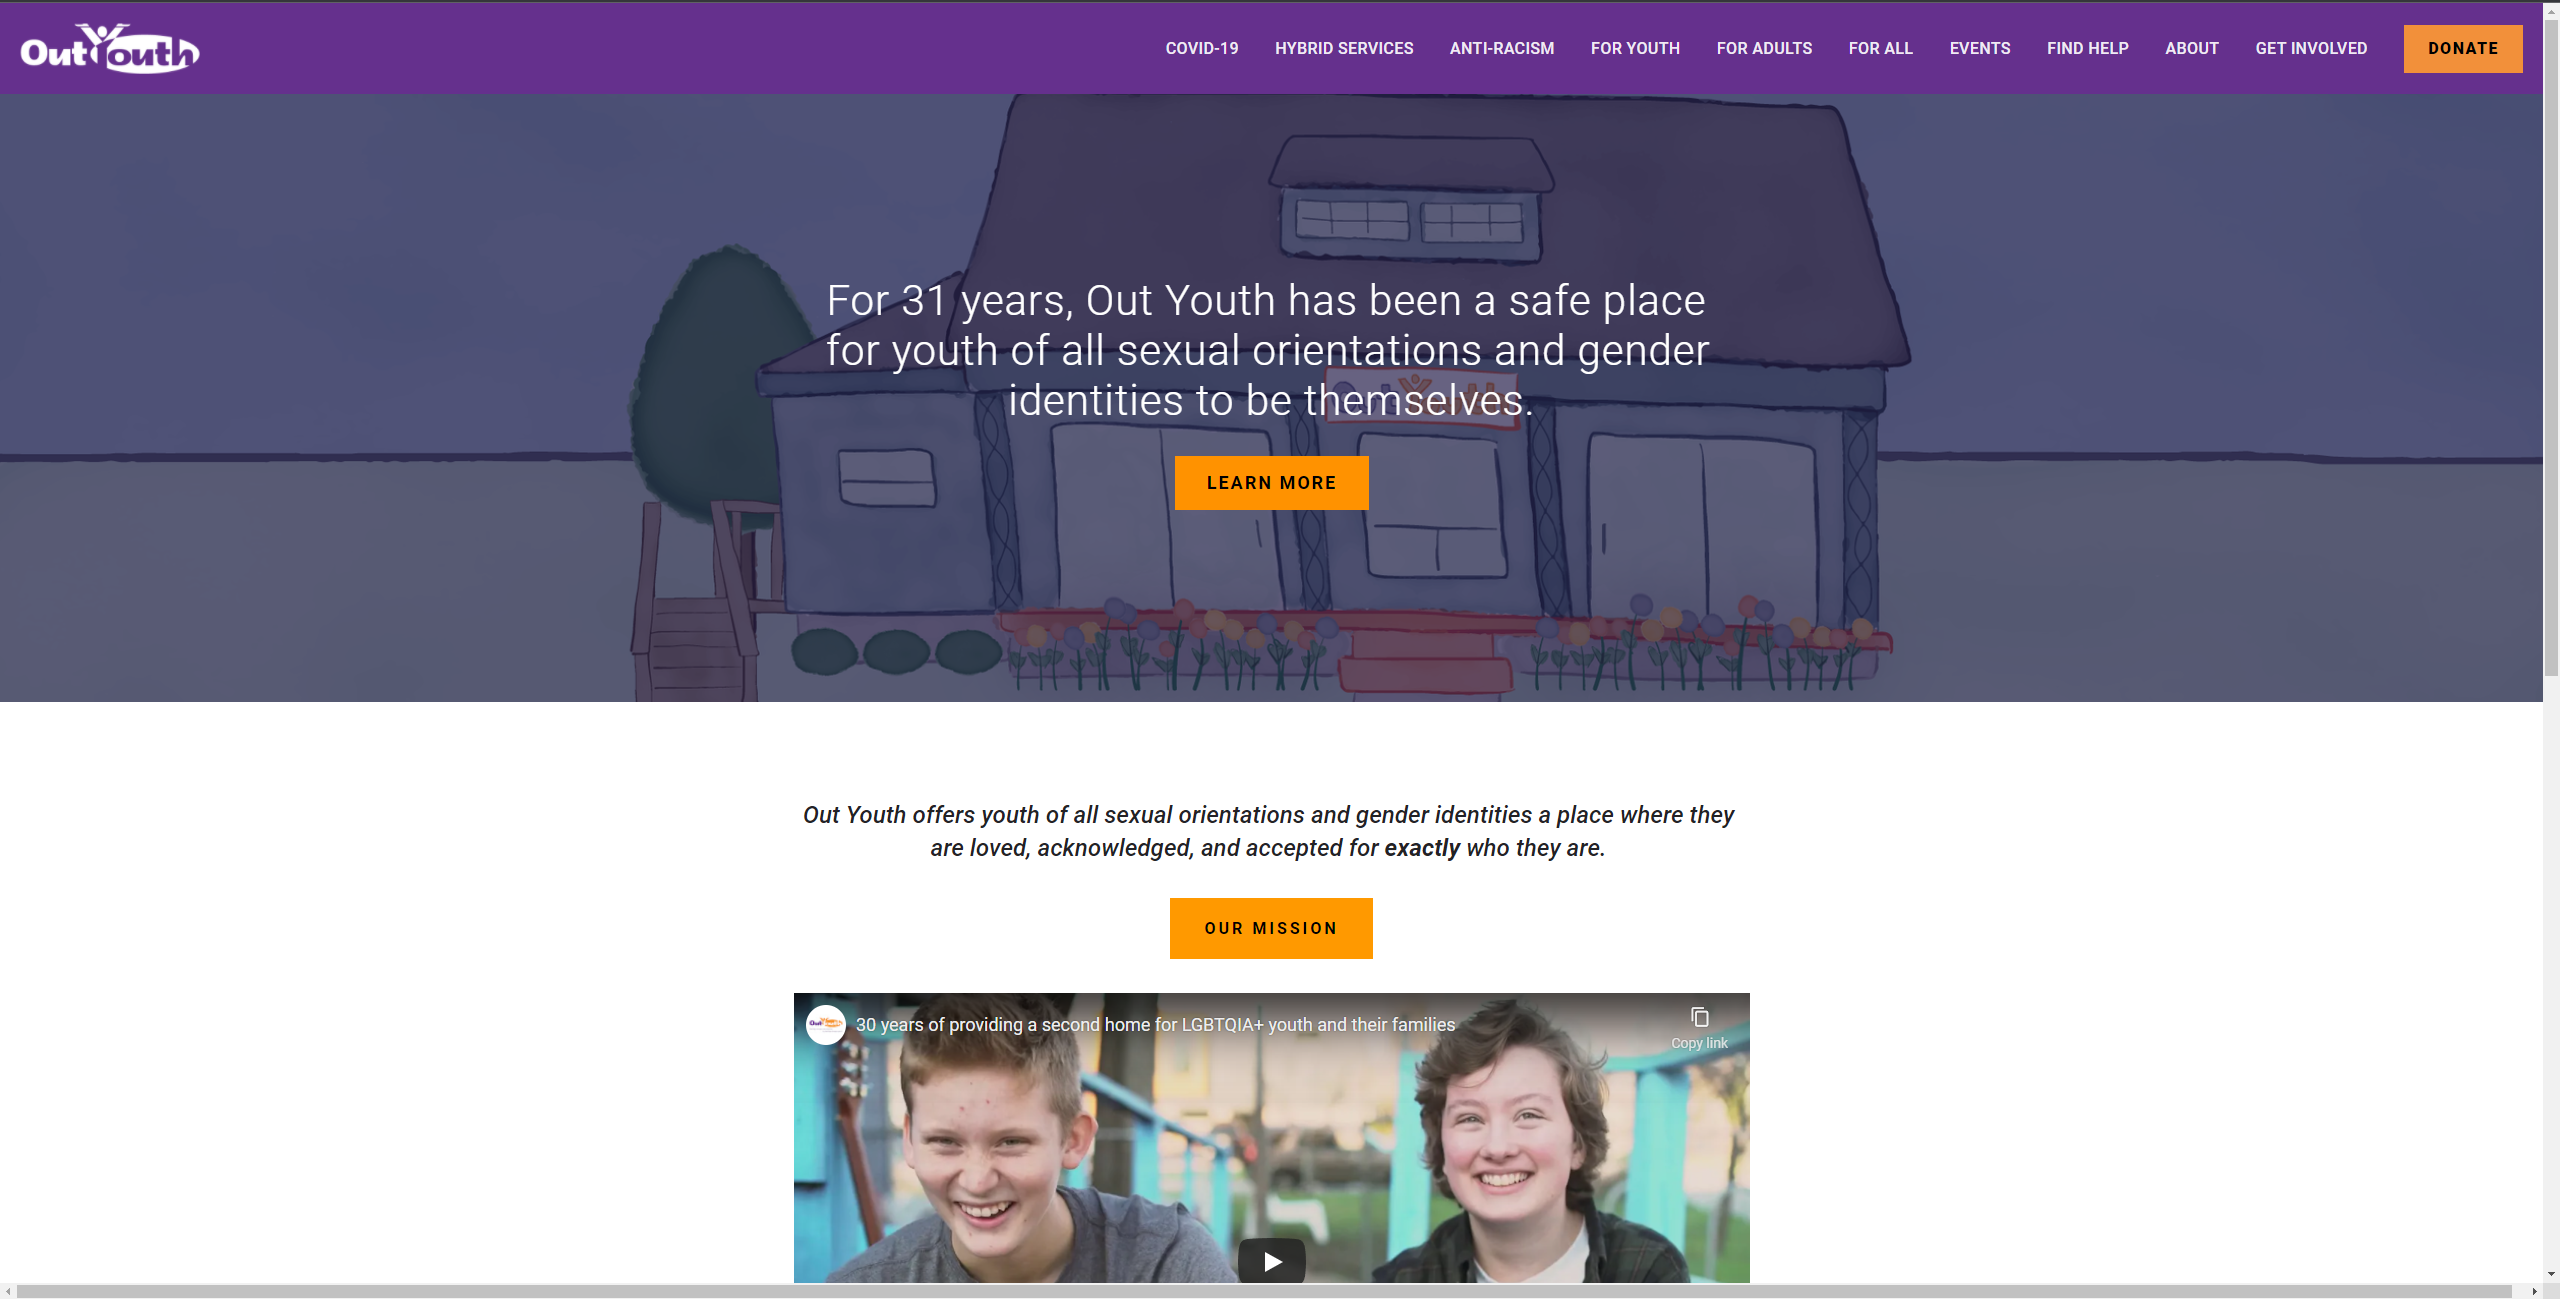 OutYouth
COVID-19 HYBRID SERVICES ANTI-RACISM FOR YOUTH FOR ADULTS FOR ALL EVENTS FIND HELP ABOUT GET INVOLVED DONATE
For 31 years, Out Youth has been a safe place
for youth of all sexual orientations and gender
identities to be themselves.
LEARN MORE
Out Youth offers youth of all sexual orientations and gender identities a place where they
are loved, acknowledged, and accepted for exactly who they are.
OUR MISSION
30 years of providing a second home for LGBTQIA+ youth and their families
Copy link